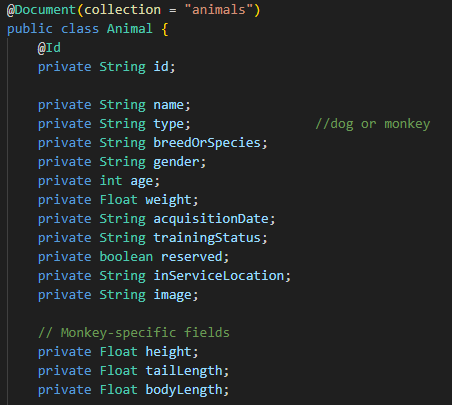 @Document(collection = "animals")
public class Animal {
@Id
private String id;
private String name;
private String type; //dog or monkey
private String breedOrSpecies;
private String gender;
private int age;
private Float weight;
private String acquisitionDate;
private String trainingStatus;
private boolean reserved;
private String inServiceLocation;
private String image;
// Monkey-specific fields
private Float height;
private Float tailLength;
private Float bodyLength;